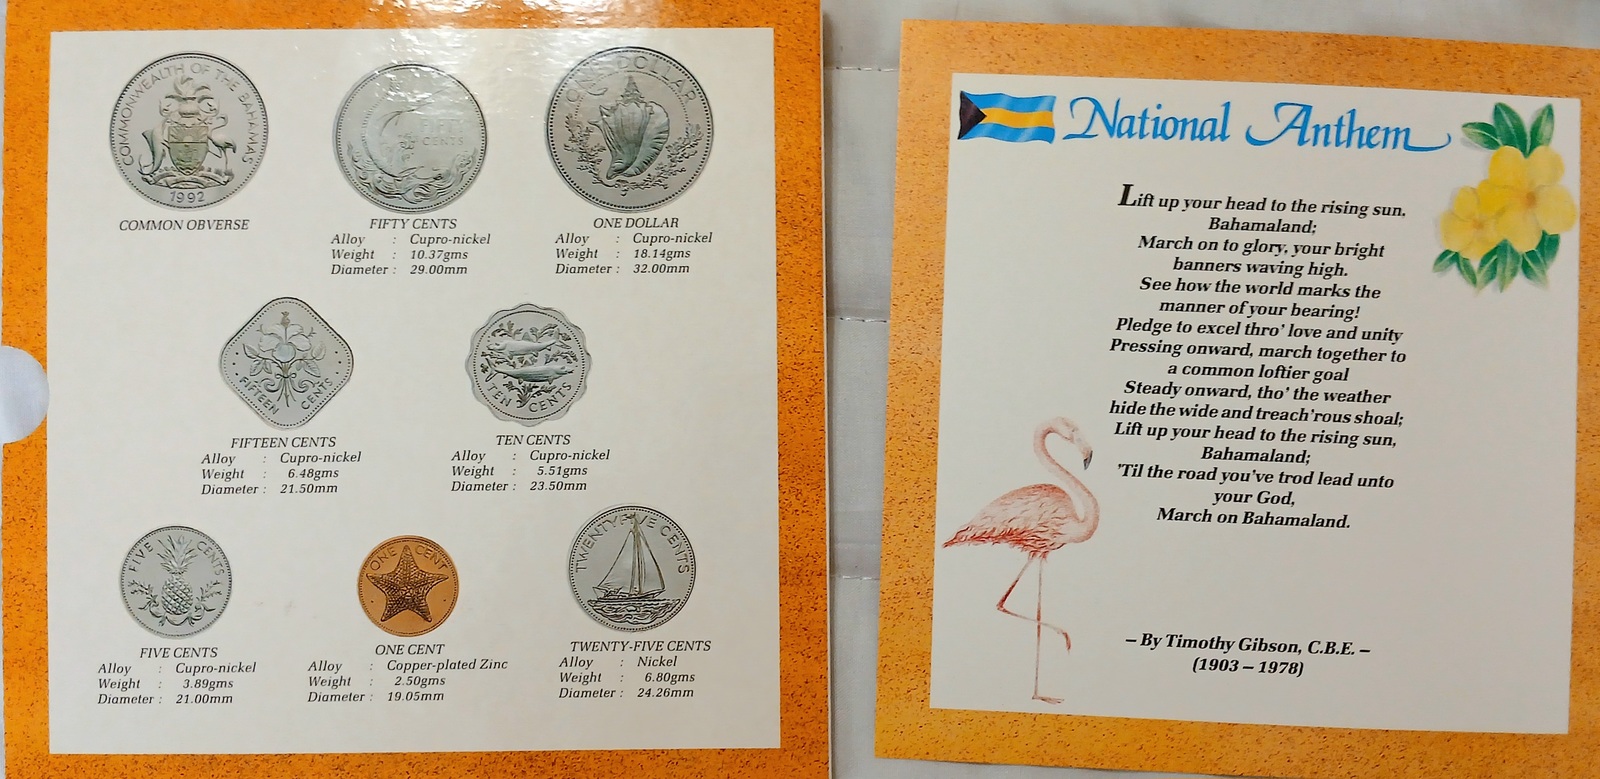 COMMONWEALTH OF THE BAHAMAS
1992
COMMON OBVERSE
FIFTY
CENTS
FIFTY CENTS
Alloy : Cupro-nickel
Weight : 10.37gms
Diameter : 29.00mm
ONE DOLLAR
ONE DOLLAR
Alloy : Cupro-nickel
Weight : 18.14gms
Diameter : 32.00mm
FIFTEEN CENTS
FIFTEEN CENTS
Alloy : Cupro-nickel
Weight : 6.48gms
Diameter : 21.50mm
TEN CENTS
TEN CENTS
Alloy : Cupro-nickel
Weight : 5.51gms
Diameter : 23.50mm
FIVE CENTS
FIVE CENTS
Alloy : Cupro-nickel
Weight : 3.89gms
Diameter : 21.00mm
ONE CENT
ONE CENT
Alloy : Copper-plated Zinc
Weight : 2.50gms
Diameter : 19.05mm
TWENTY FIVE CENTS
TWENTY-FIVE CENTS
Alloy : Nickel
Weight : 6.80gms
Diameter : 24.26mm
National Anthem
Lift up your head to the rising sun,
Bahamaland;
March on to glory, your bright
banners waving high.
See how the world marks the
manner of your bearing!
Pledge to excel thro' love and unity
Pressing onward, march together to
a common loftier goal
Steady onward, tho' the weather
hide the wide and treach'rous shoal;
Lift up your head to the rising sun,
Bahamaland;
'Til the road you've trod lead unto
your God,
March on Bahamaland.
– By Timothy Gibson, C.B.E. –
(1903 – 1978)